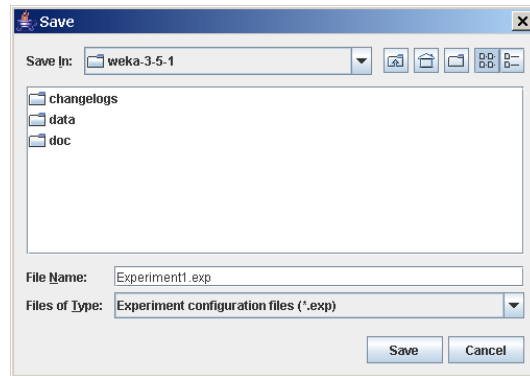 Save
Save In: weka-3-5-1
changelogs
data
doc
File Name: Experiment1.exp
Files of Type: Experiment configuration files (*.exp)
Save Cancel